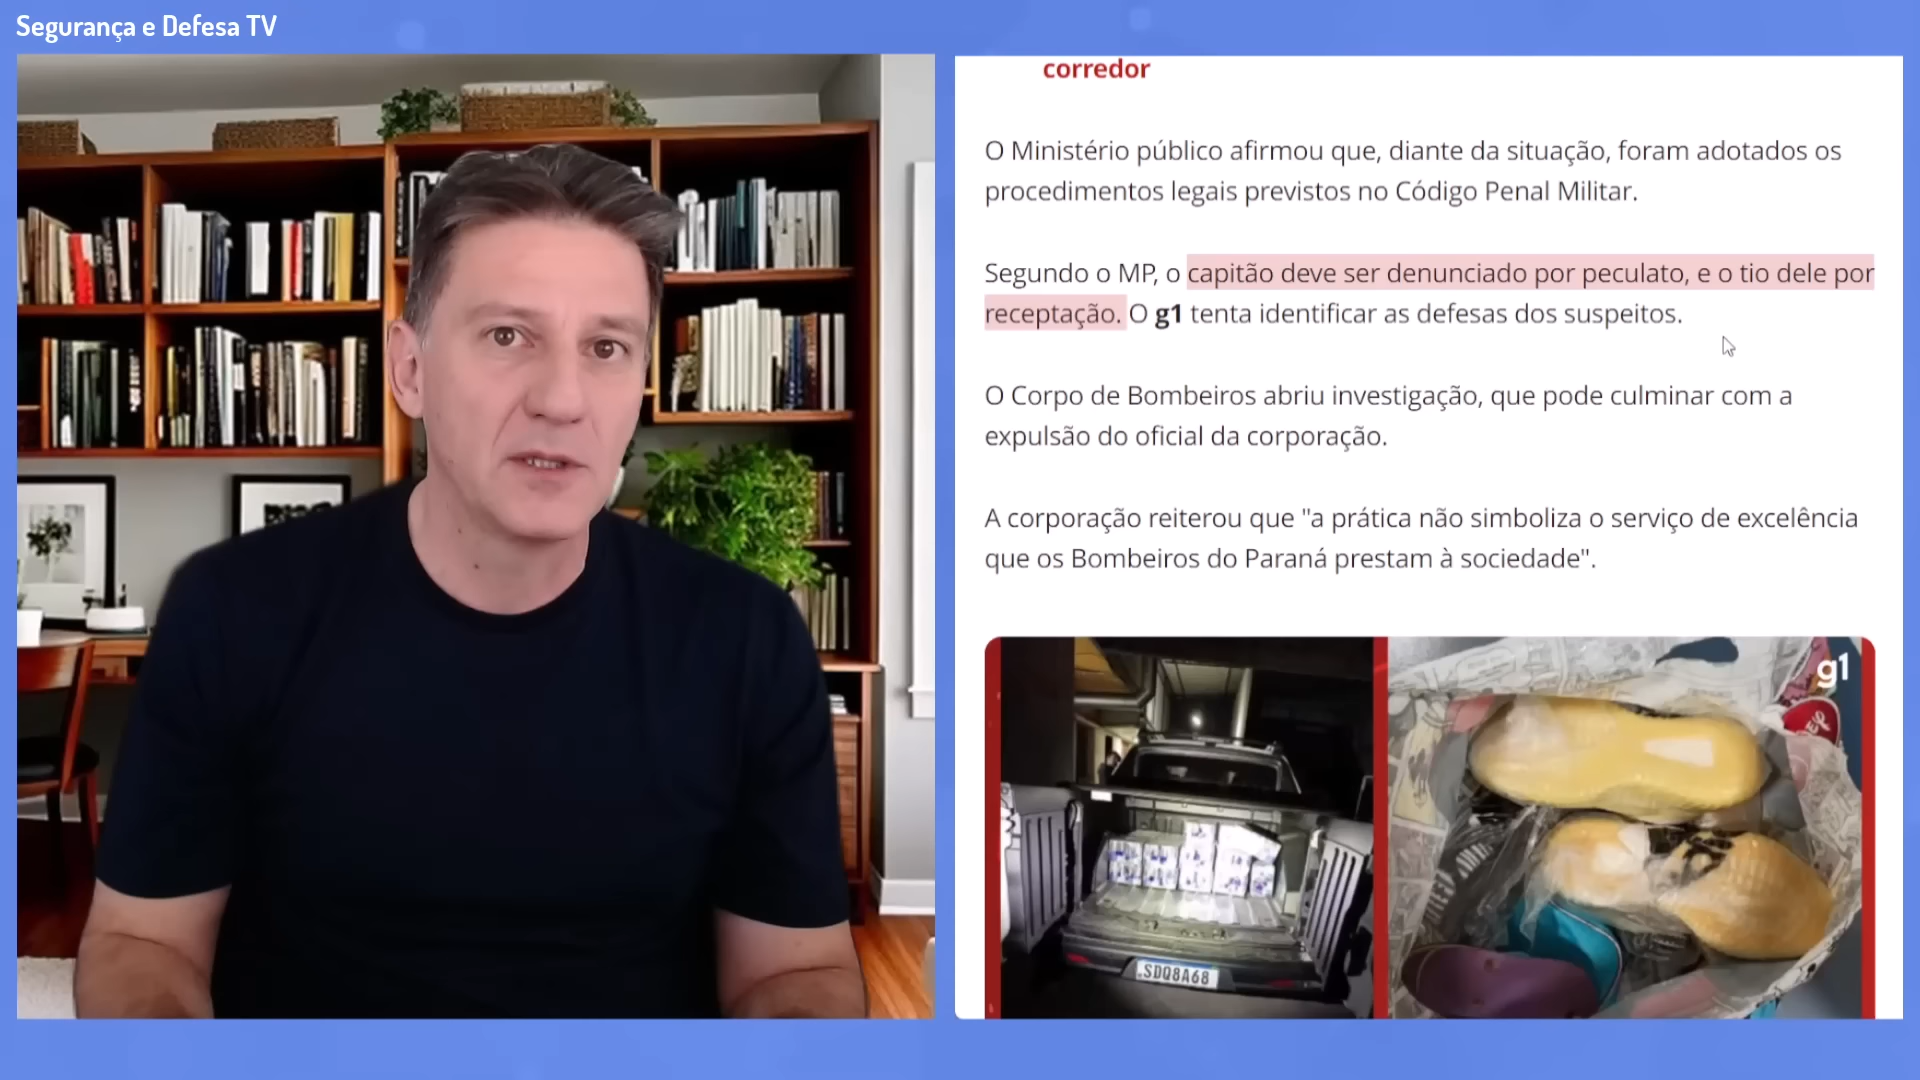 Segurança e Defesa TV
corredor
O Ministério público afirmou que, diante da situação, foram adotados os
procedimentos legais previstos no Código Penal Militar.
Segundo o MP, o capitão deve ser denunciado por peculato, e o tio dele por
receptação. O g1 tenta identificar as defesas dos suspeitos.
O Corpo de Bombeiros abriu investigação, que pode culminar com a
expulsão do oficial da corporação.
A corporação reiterou que "a prática não simboliza o serviço de excelência
que os Bombeiros do Paraná prestam à sociedade".
g1
SDQ8A68